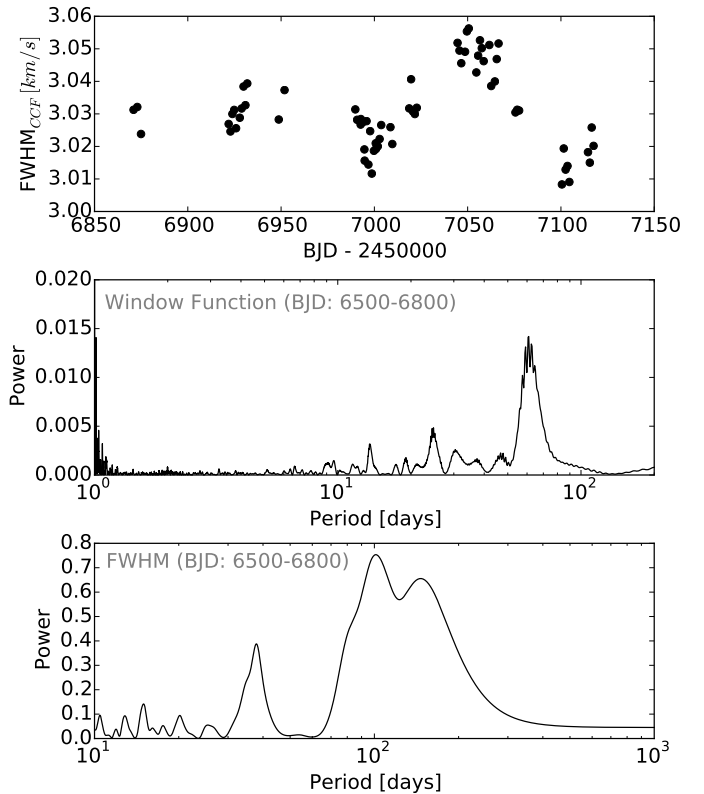 3.06
3.05
3.04
3.03
3.02
3.01
3.00
FWHM_CCF [km/s]
6850 6900 6950 7000 7050 7100 7150
BJD - 2450000
0.020
0.015
0.010
0.005
0.000
Power
Window Function (BJD: 6500-6800)
10^0 10^1 10^2
Period [days]
0.8
0.7
0.6
0.5
0.4
0.3
0.2
0.1
0.0
Power
FWHM (BJD: 6500-6800)
10^1 10^2 10^3
Period [days]